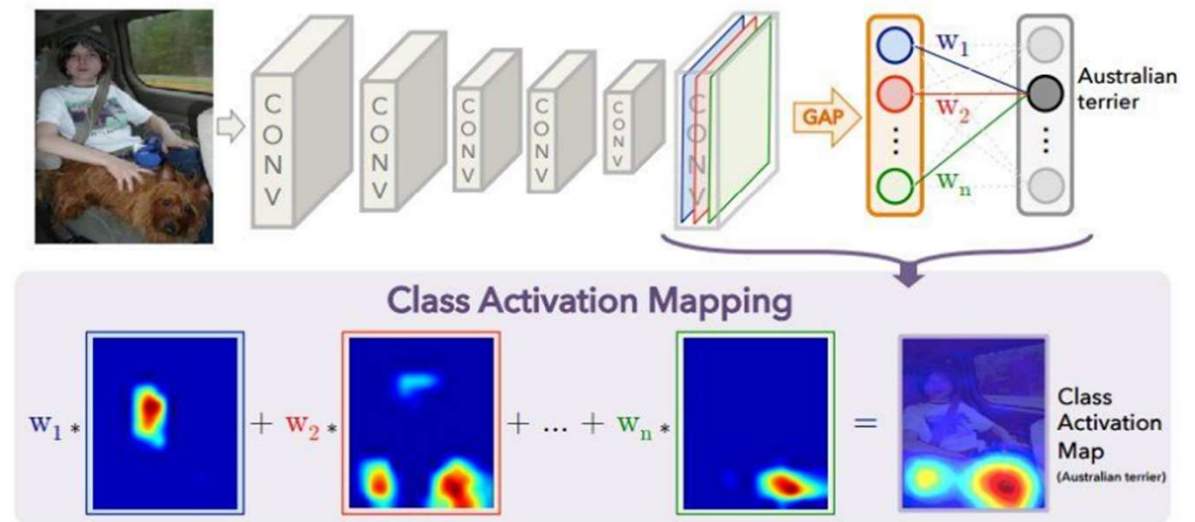 CONV
CONV
CONV
CONV
CONV
CONV
GAP
w1
w2
⋮
wn
⋮
Australian
terrier
Class Activation Mapping
w1 * + w2 * + ... + wn * =
Class
Activation
Map
(Australian terrier)